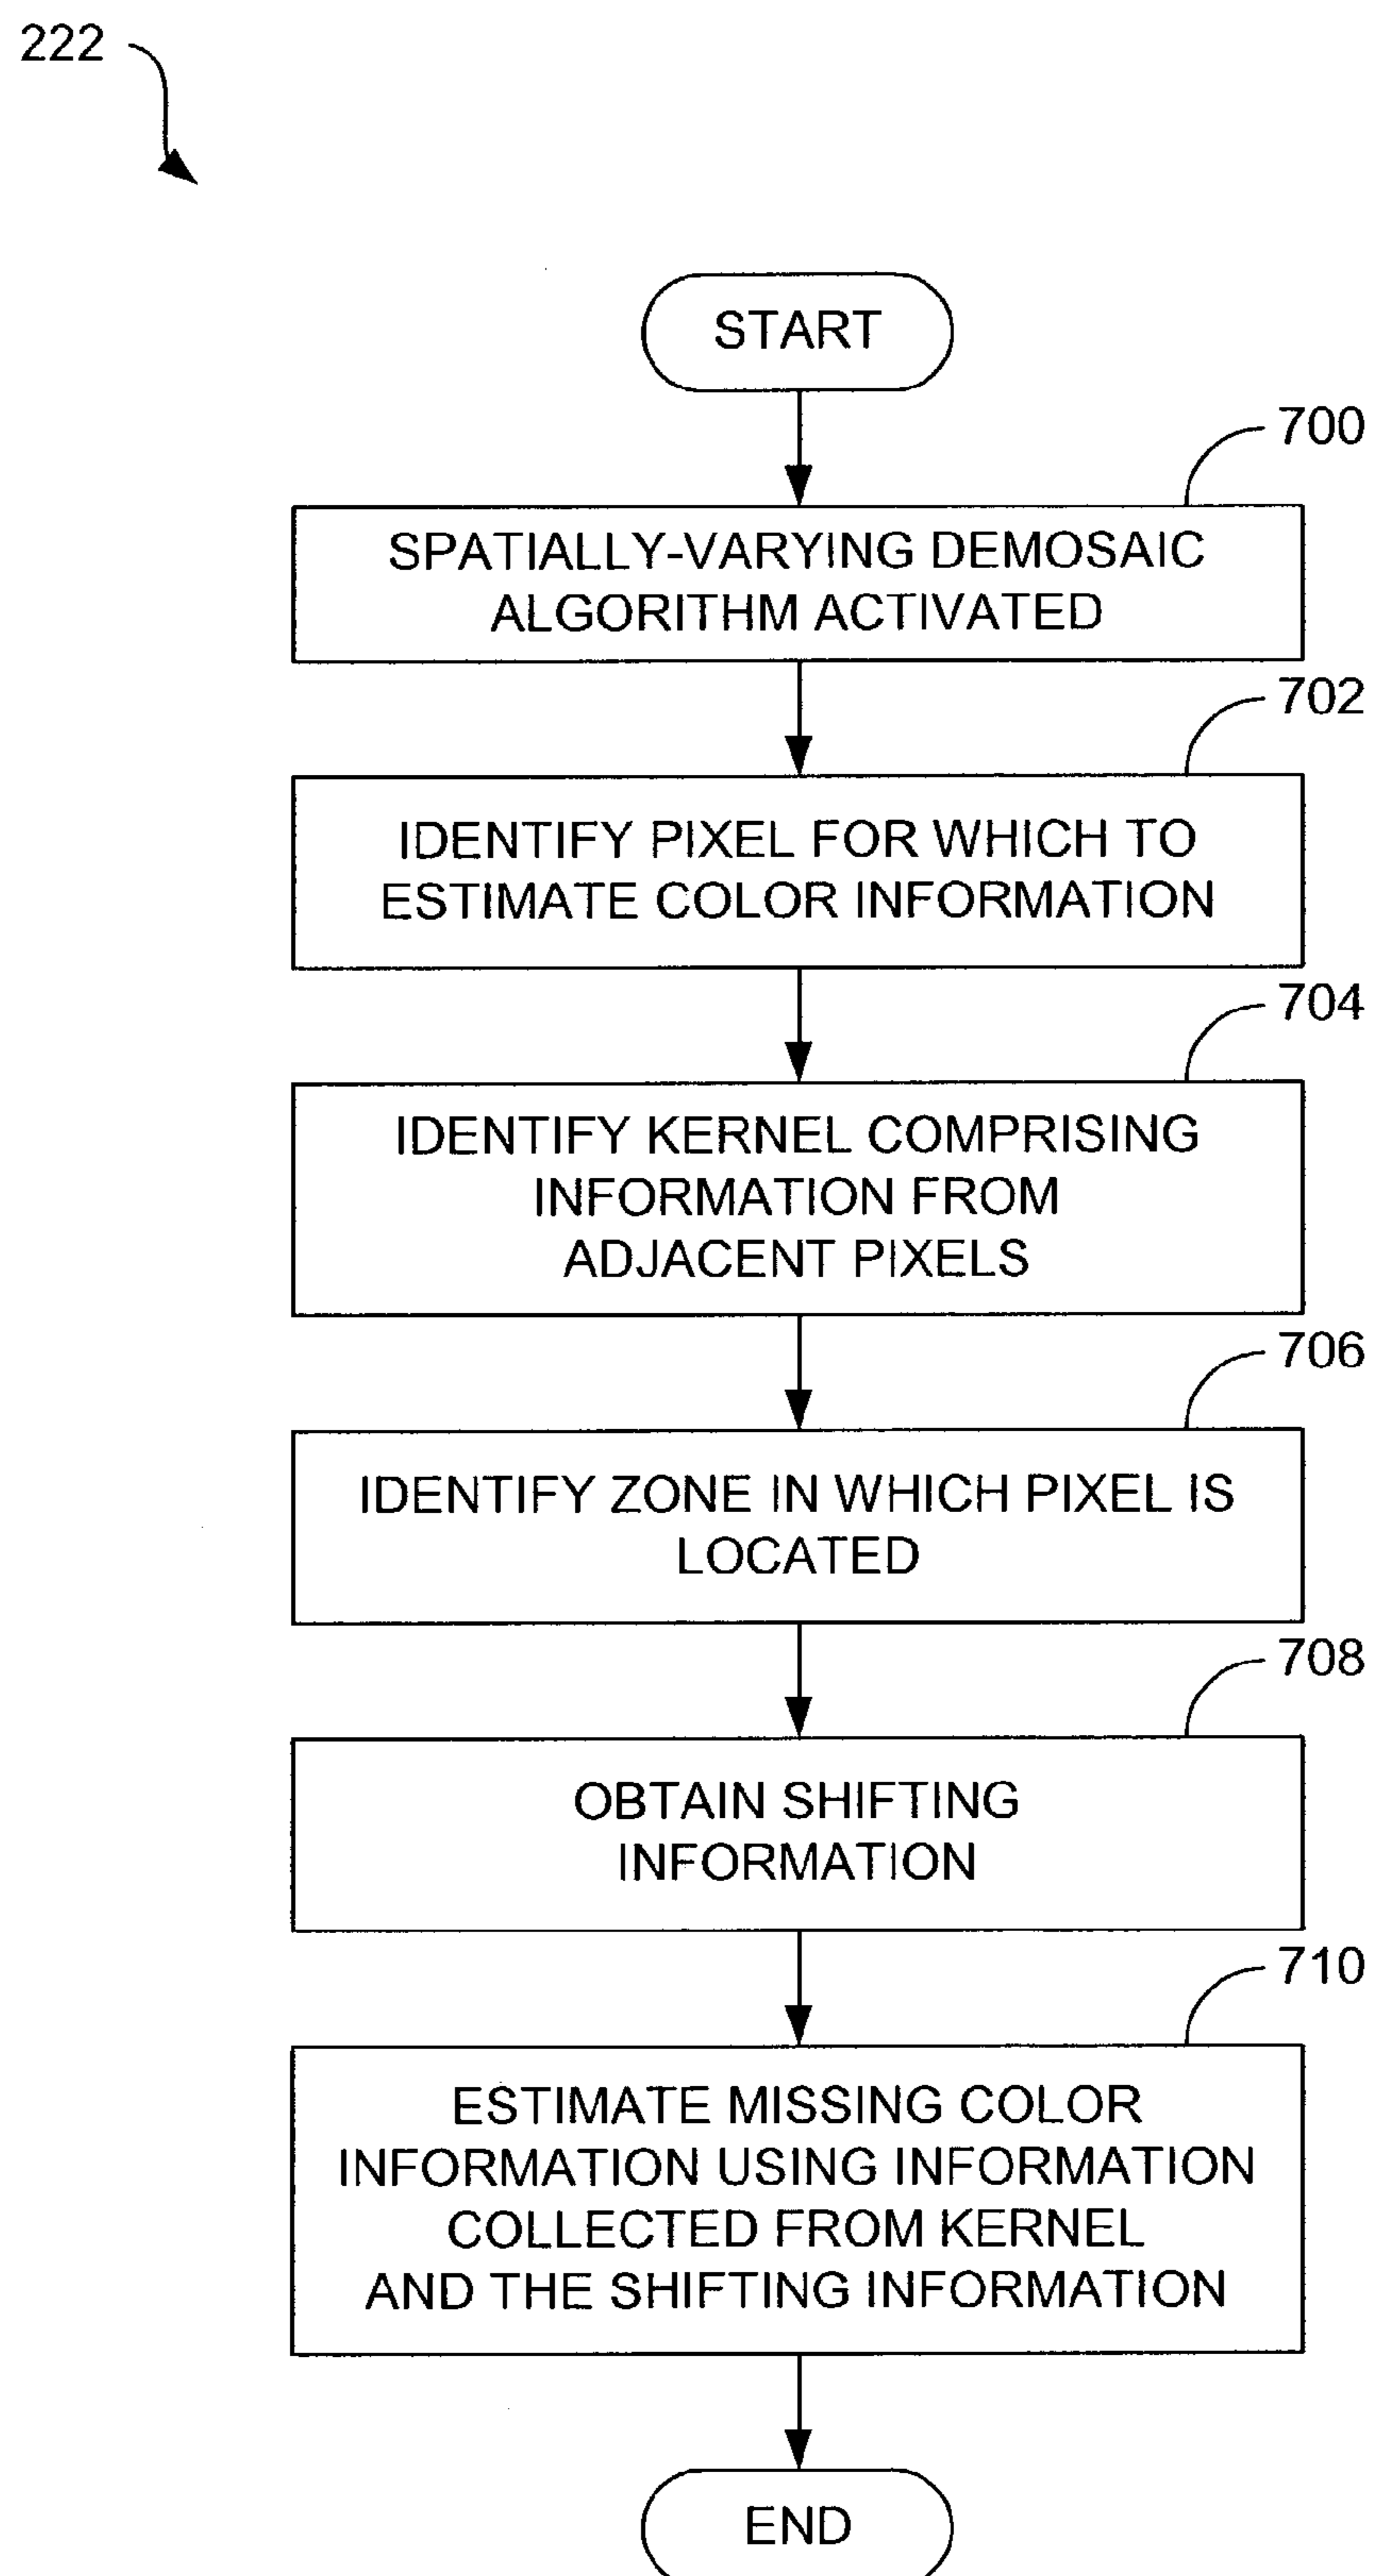 222
START
700
SPATIALLY-VARYING DEMOSAIC
ALGORITHM ACTIVATED
702
IDENTIFY PIXEL FOR WHICH TO
ESTIMATE COLOR INFORMATION
704
IDENTIFY KERNEL COMPRISING
INFORMATION FROM
ADJACENT PIXELS
706
IDENTIFY ZONE IN WHICH PIXEL IS
LOCATED
708
OBTAIN SHIFTING
INFORMATION
710
ESTIMATE MISSING COLOR
INFORMATION USING INFORMATION
COLLECTED FROM KERNEL
AND THE SHIFTING INFORMATION
END